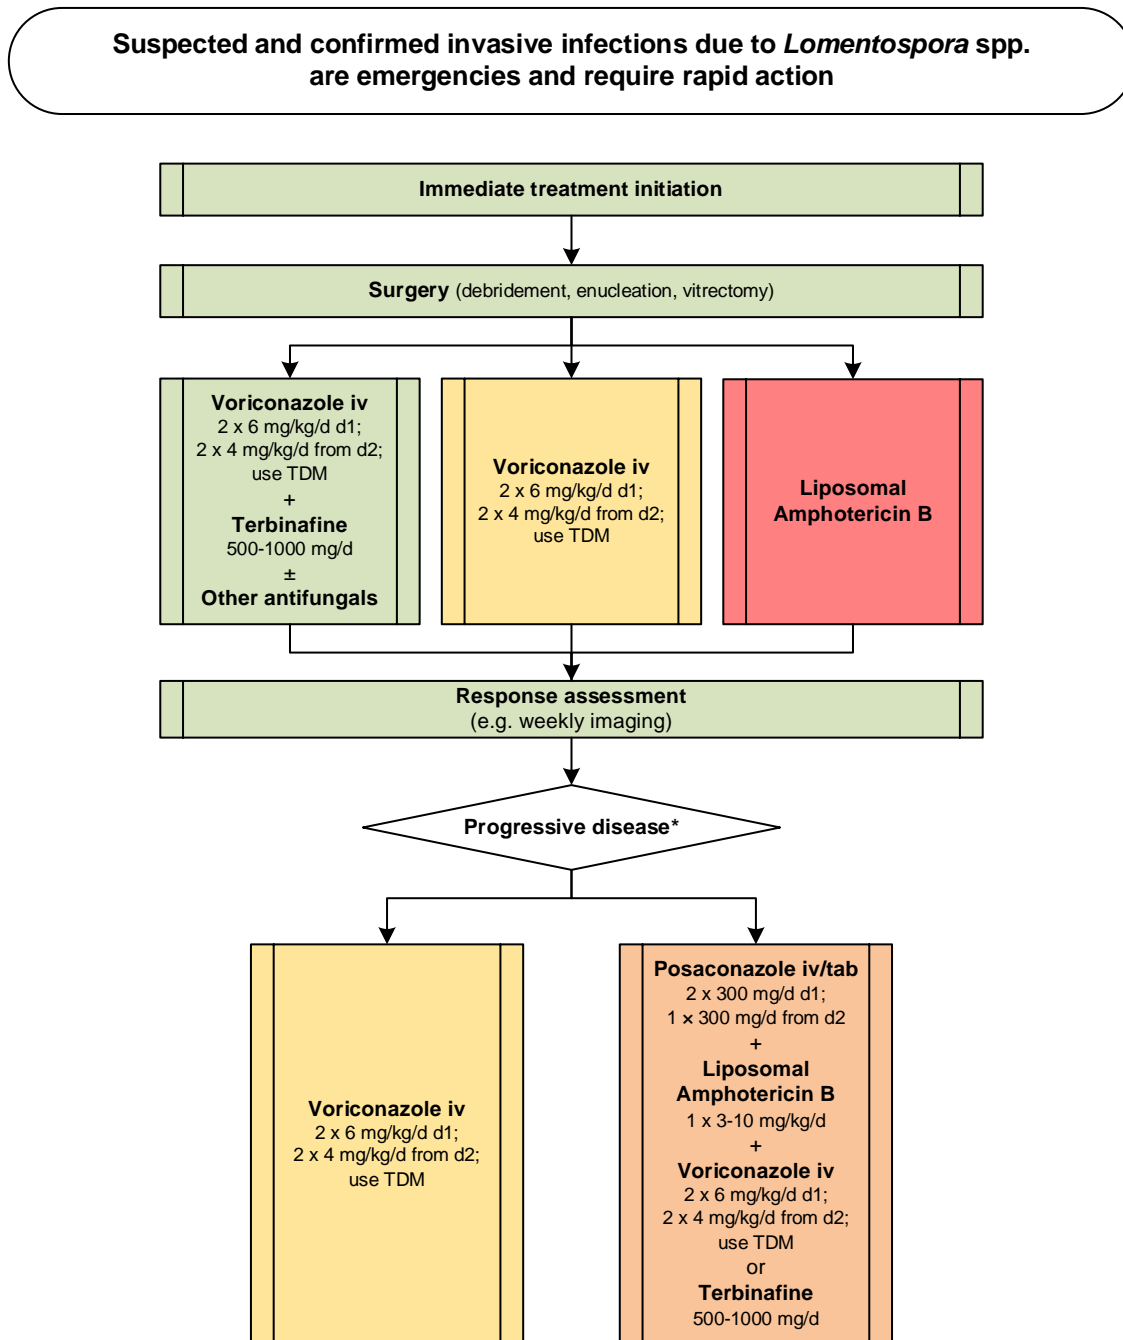 Suspected and confirmed invasive infections due to Lomentospora spp.
are emergencies and require rapid action
Immediate treatment initiation
Surgery (debridement, enucleation, vitrectomy)
Voriconazole iv
2 x 6 mg/kg/d d1;
2 x 4 mg/kg/d from d2;
use TDM
+
Terbinafine
500-1000 mg/d
±
Other antifungals
Voriconazole iv
2 x 6 mg/kg/d d1;
2 x 4 mg/kg/d from d2;
use TDM
Liposomal
Amphotericin B
Response assessment
(e.g. weekly imaging)
Progressive disease*
Voriconazole iv
2 x 6 mg/kg/d d1;
2 x 4 mg/kg/d from d2;
use TDM
Posaconazole iv/tab
2 x 300 mg/d d1;
1 × 300 mg/d from d2
+
Liposomal
Amphotericin B
1 x 3-10 mg/kg/d
+
Voriconazole iv
2 x 6 mg/kg/d d1;
2 x 4 mg/kg/d from d2;
use TDM
or
Terbinafine
500-1000 mg/d